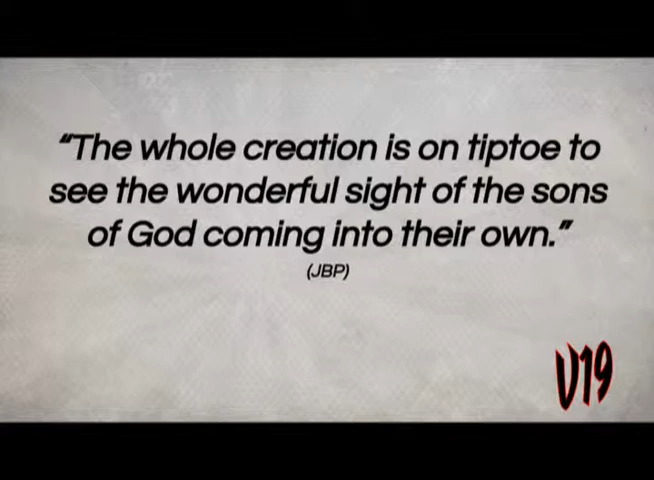 “The whole creation is on tiptoe to
see the wonderful sight of the sons
of God coming into their own.”
(JBP)
V19